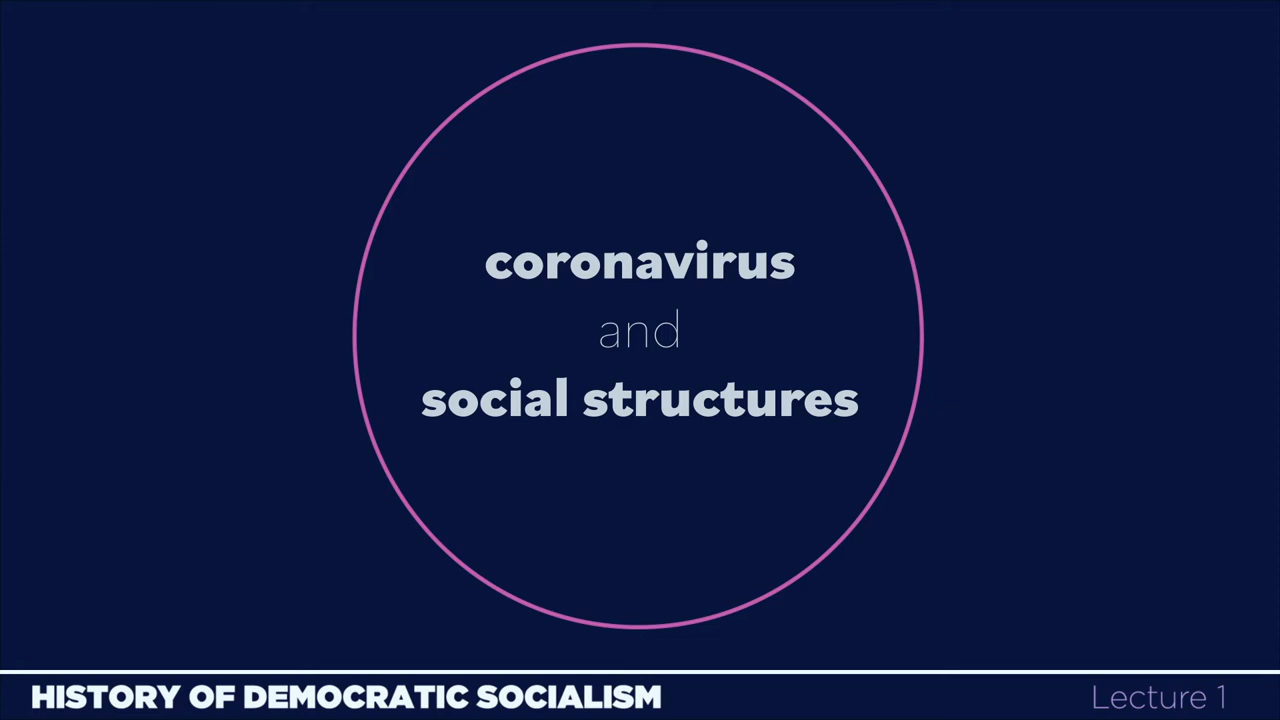 coronavirus
and
social structures
HISTORY OF DEMOCRATIC SOCIALISM
Lecture 1